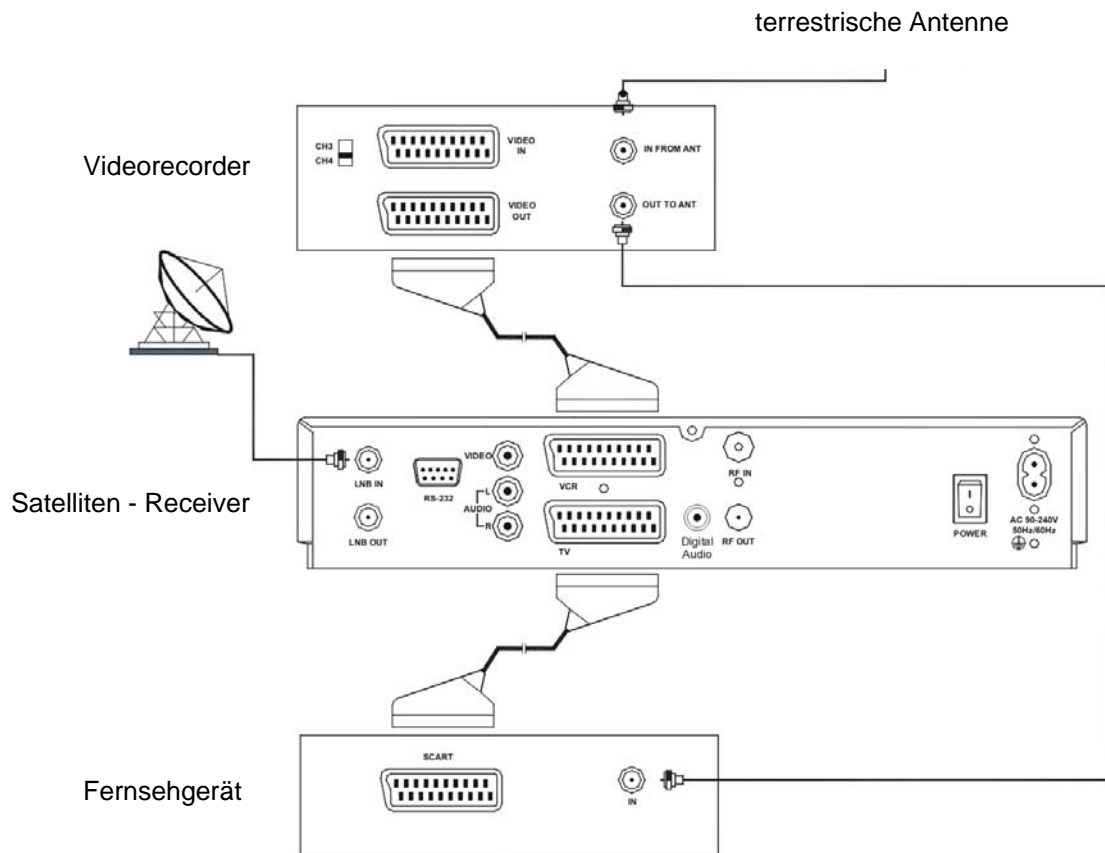 terrestrische Antenne
Videorecorder
CH3
CH4
VIDEO
IN
IN FROM ANT
VIDEO
OUT
OUT TO ANT
Satelliten - Receiver
LNB IN
LNB OUT
RS-232
VIDEO
L
AUDIO
R
VCR
TV
Digital
Audio
RF IN
RF OUT
I
O
POWER
AC 90-240V
50Hz/60Hz
Fernsehgerät
SCART
IN